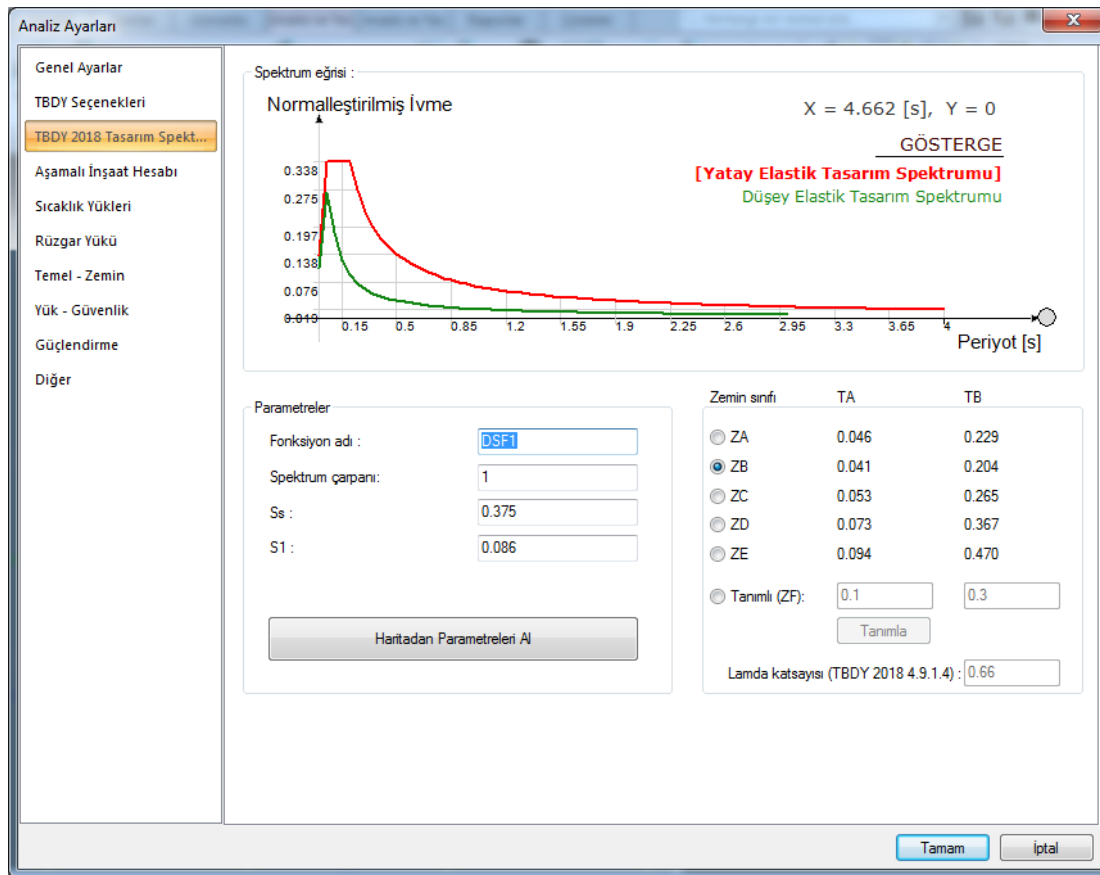 Analiz Ayarları
Genel Ayarlar
TBDY Seçenekleri
TBDY 2018 Tasarım Spekt...
Aşamalı İnşaat Hesabı
Sıcaklık Yükleri
Rüzgar Yükü
Temel - Zemin
Yük - Güvenlik
Güçlendirme
Diğer
Spektrum eğrisi :
Normalleştirilmiş İvme
X = 4.662 [s], Y = 0
GÖSTERGE
[Yatay Elastik Tasarım Spektrumu]
Düşey Elastik Tasarım Spektrumu
0.338
0.275
0.197
0.138
0.076
0.019
0.15 0.5 0.85 1.2 1.55 1.9 2.25 2.6 2.95 3.3 3.65 4
Periyot [s]
Parametreler
Fonksiyon adı : DSF1
Spektrum çarpanı: 1
Ss : 0.375
S1 : 0.086
Haritadan Parametreleri Al
Zemin sınıfı TA TB
ZA 0.046 0.229
ZB 0.041 0.204
ZC 0.053 0.265
ZD 0.073 0.367
ZE 0.094 0.470
Tanımlı (ZF): 0.1 0.3
Tanımla
Lamda katsayısı (TBDY 2018 4.9.1.4) : 0.66
Tamam İptal